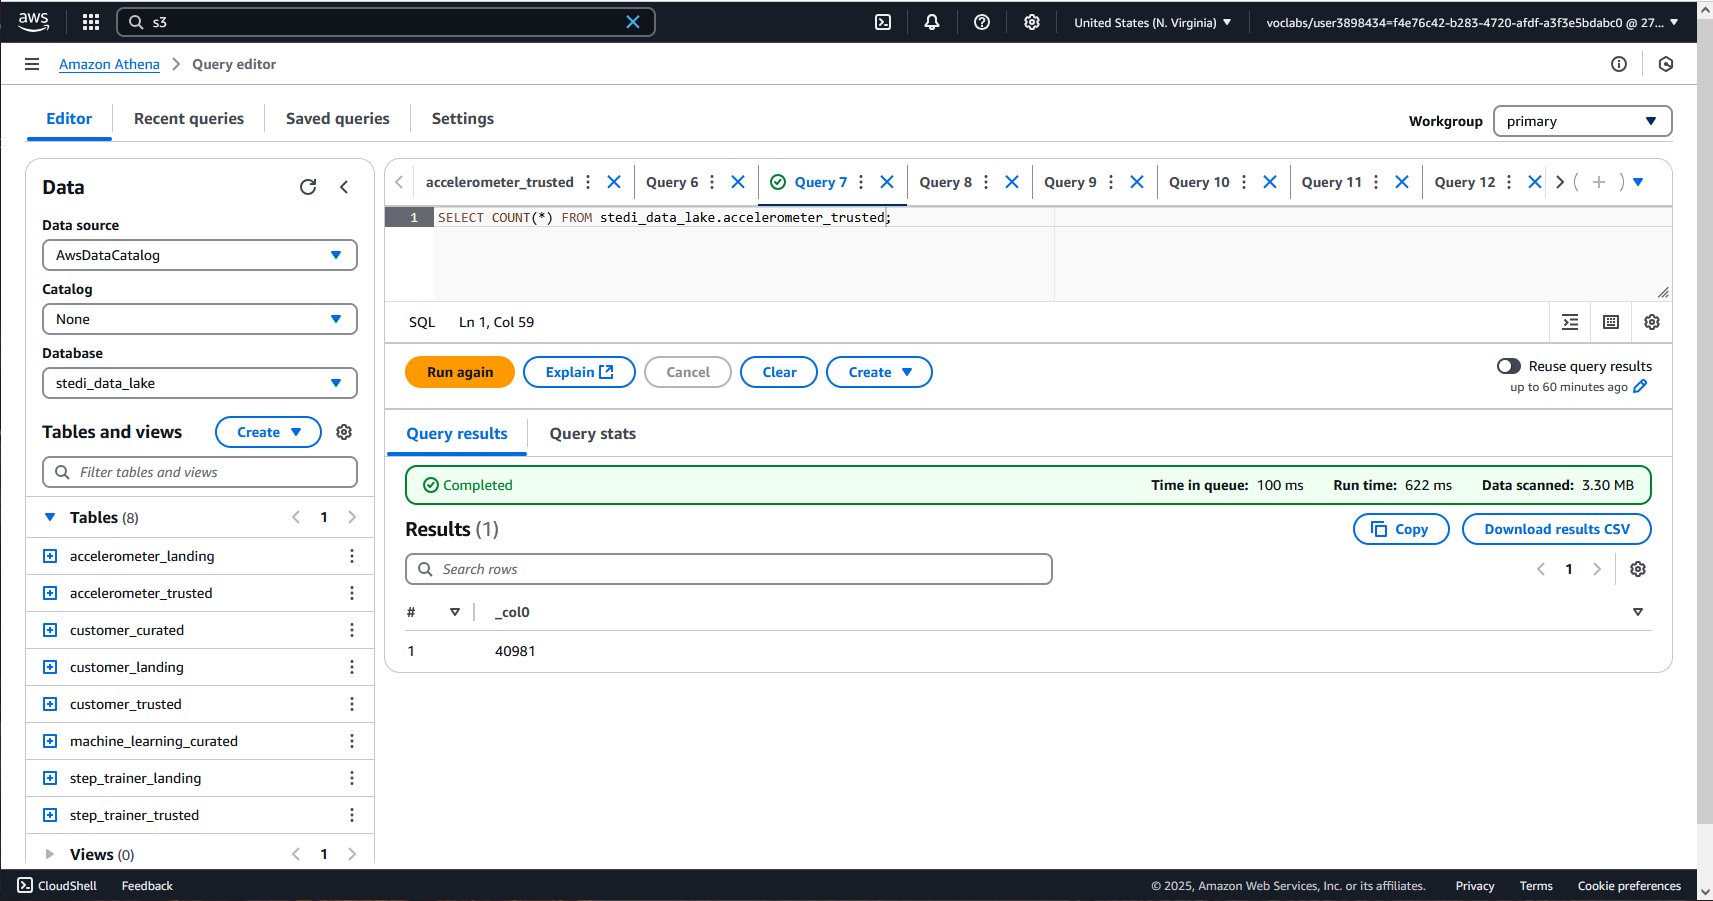 aws
s3
United States (N. Virginia)
voclabs/user3898434=f4e76c42-b283-4720-afdf-a3f3e5bdabc0 @ 27...
Amazon Athena
Query editor
Editor
Recent queries
Saved queries
Settings
Workgroup
primary
Data
Data source
AwsDataCatalog
Catalog
None
Database
stedi_data_lake
Tables and views
Create
Filter tables and views
Tables (8)
1
accelerometer_landing
accelerometer_trusted
customer_curated
customer_landing
customer_trusted
machine_learning_curated
step_trainer_landing
step_trainer_trusted
Views (0)
1
accelerometer_trusted
Query 6
Query 7
Query 8
Query 9
Query 10
Query 11
Query 12
1
SELECT COUNT(*) FROM stedi_data_lake.accelerometer_trusted;
SQL
Ln 1, Col 59
Run again
Explain
Cancel
Clear
Create
Reuse query results
up to 60 minutes ago
Query results
Query stats
Completed
Time in queue: 100 ms
Run time: 622 ms
Data scanned: 3.30 MB
Results (1)
Copy
Download results CSV
Search rows
1
#
_col0
1
40981
CloudShell
Feedback
© 2025, Amazon Web Services, Inc. or its affiliates.
Privacy
Terms
Cookie preferences